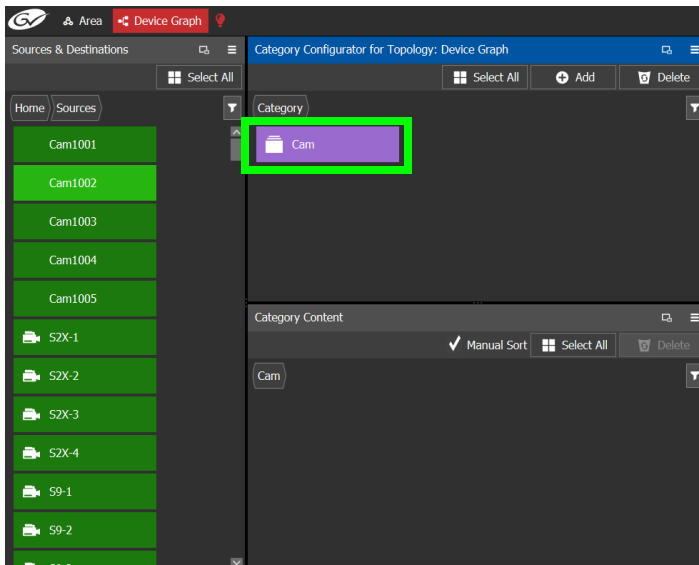 GV Area Device Graph
Sources & Destinations
Select All
Home Sources
Cam1001
Cam1002
Cam1003
Cam1004
Cam1005
S2X-1
S2X-2
S2X-3
S2X-4
S9-1
S9-2
Category Configurator for Topology: Device Graph
Select All Add Delete
Category
Cam
Category Content
Manual Sort Select All Delete
Cam